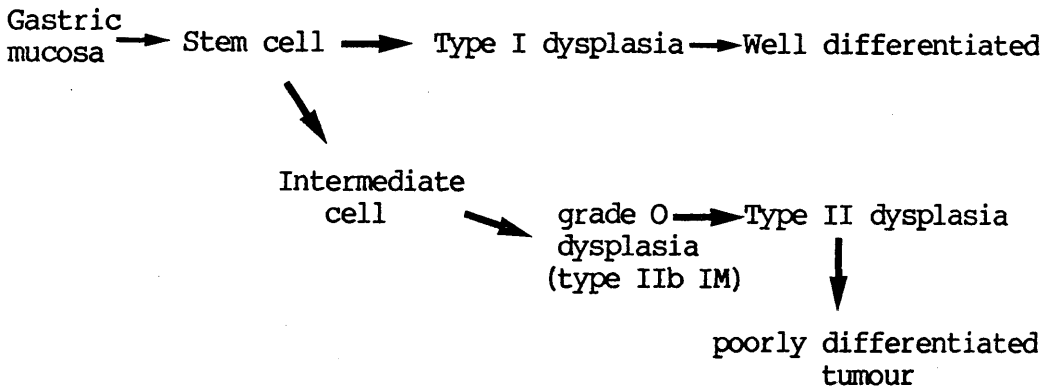 Gastric
mucosa
Stem cell
Type I dysplasia
Well differentiated
Intermediate
cell
grade O
dysplasia
(type IIb IM)
Type II dysplasia
poorly differentiated
tumour